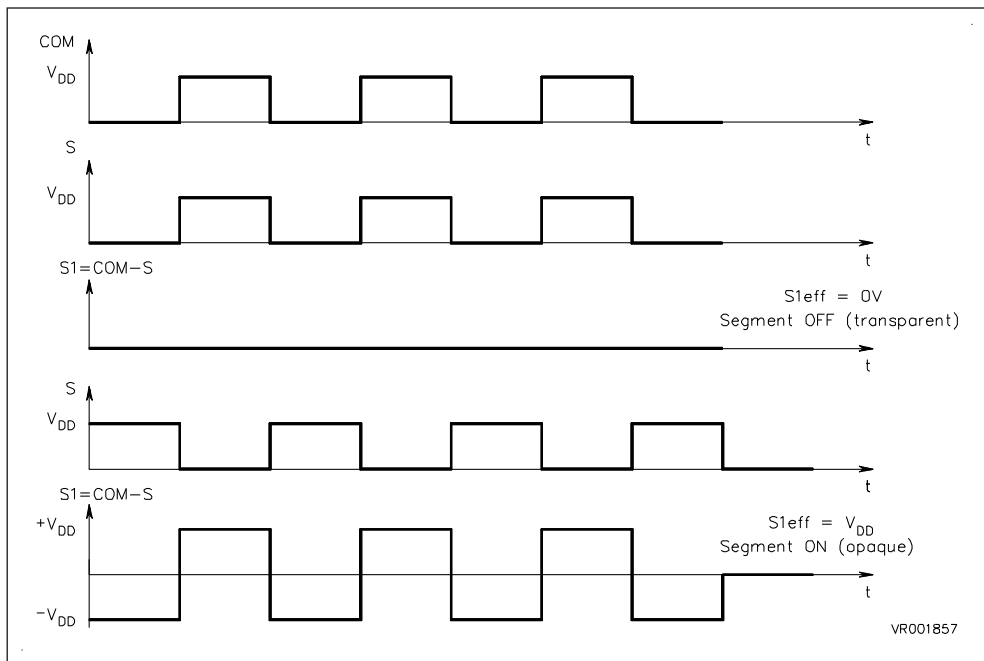 COM
VDD
t
S
VDD
t
S1=COM-S
S1eff = 0V
Segment OFF (transparent)
t
S
VDD
t
S1=COM-S
+VDD
S1eff = VDD
Segment ON (opaque)
t
-VDD
VR001857